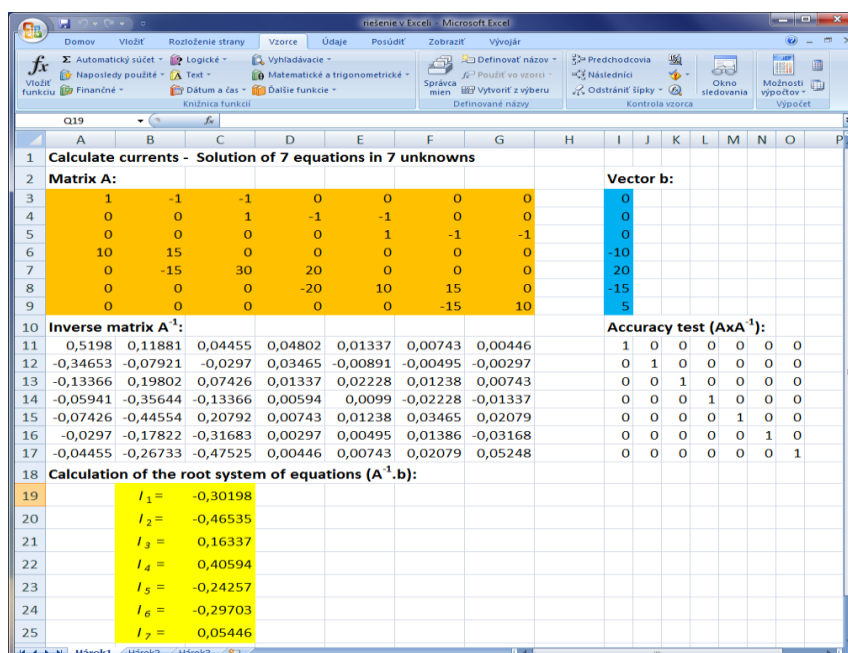 riešenie v Exceli - Microsoft Excel
Domov Vložiť Rozloženie strany Vzorce Údaje Posúdiť Zobraziť Vývojár
fx Vložiť funkciu
Σ Automatický súčet Logické Vyhľadávacie
Naposledy použité Text Matematické a trigonometrické
Finančné Dátum a čas Ďalšie funkcie
Knižnica funkcií
Správca mien
Definovať názov
Použiť vo vzorci
Vytvoriť z výberu
Definované názvy
Predchodcovia
Následníci
Odstrániť šípky
Okno sledovania
Kontrola vzorca
Možnosti výpočtov
Výpočet
Q19 fx
A B C D E F G H I J K L M N O P
1 Calculate currents - Solution of 7 equations in 7 unknowns
2 Matrix A: Vector b:
3 1 -1 -1 0 0 0 0 0
4 0 0 1 -1 -1 0 0 0
5 0 0 0 0 1 -1 -1 0
6 10 15 0 0 0 0 0 -10
7 0 -15 30 20 0 0 0 20
8 0 0 0 -20 10 15 0 -15
9 0 0 0 0 0 -15 10 5
10 Inverse matrix A⁻¹: Accuracy test (AxA⁻¹):
11 0,5198 0,11881 0,04455 0,04802 0,01337 0,00743 0,00446 1 0 0 0 0 0 0
12 -0,34653 -0,07921 -0,0297 0,03465 -0,00891 -0,00495 -0,00297 0 1 0 0 0 0 0
13 -0,13366 0,19802 0,07426 0,01337 0,02228 0,01238 0,00743 0 0 1 0 0 0 0
14 -0,05941 -0,35644 -0,13366 0,00594 0,0099 -0,02228 -0,01337 0 0 0 1 0 0 0
15 -0,07426 -0,44554 0,20792 0,00743 0,01238 0,03465 0,02079 0 0 0 0 1 0 0
16 -0,0297 -0,17822 -0,31683 0,00297 0,00495 0,01386 -0,03168 0 0 0 0 0 1 0
17 -0,04455 -0,26733 -0,47525 0,00446 0,00743 0,02079 0,05248 0 0 0 0 0 0 1
18 Calculation of the root system of equations (A⁻¹.b):
19 I₁ = -0,30198
20 I₂ = -0,46535
21 I₃ = 0,16337
22 I₄ = 0,40594
23 I₅ = -0,24257
24 I₆ = -0,29703
25 I₇ = 0,05446
Hárok1 Hárok2 Hárok3